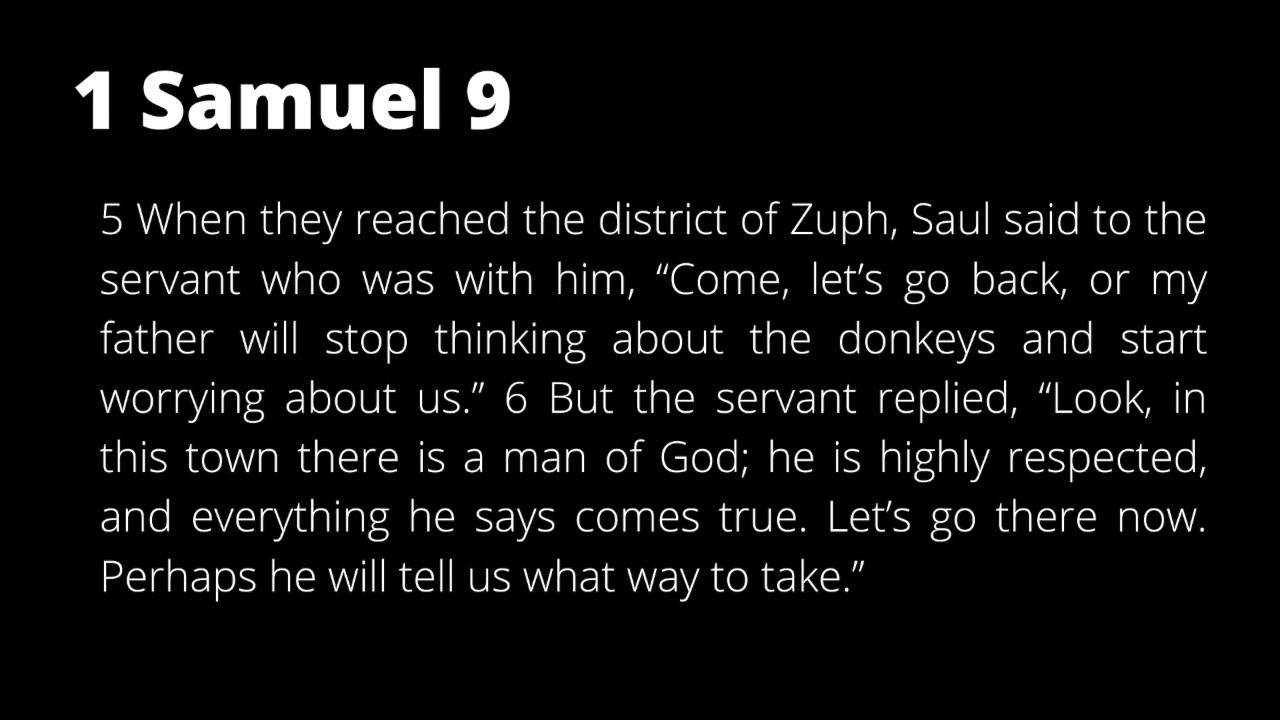 1 Samuel 9
5 When they reached the district of Zuph, Saul said to the
servant who was with him, “Come, let’s go back, or my
father will stop thinking about the donkeys and start
worrying about us.” 6 But the servant replied, “Look, in
this town there is a man of God; he is highly respected,
and everything he says comes true. Let’s go there now.
Perhaps he will tell us what way to take.”